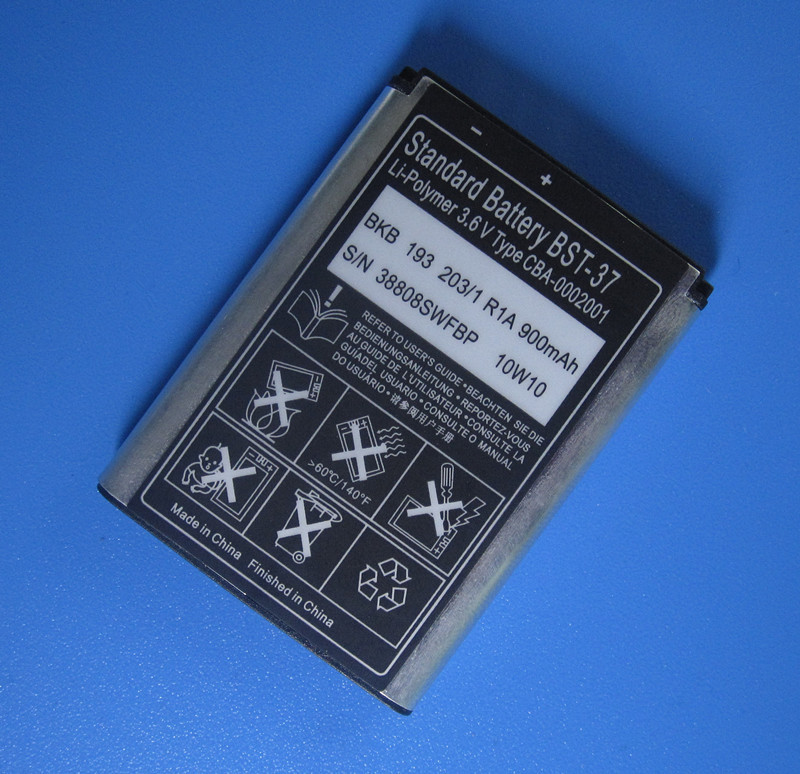 - +
Standard Battery BST-37
Li-Polymer 3.6 V Type CBA-0002001
BKB 193 203/1 R1A 900mAh
S/N 38808SWFBP 10W10
!
REFER TO USER'S GUIDE • BEACHTEN SIE DIE
BEDIENUNGSANLEITUNG • REPORTEZ-VOUS
AU GUIDE DE L'UTILISATEUR • CONSULTE LA
GUIADEL USUARIO • CONSULTE O MANUAL
DO USUÁRIO • 请参阅用户手册
>60°C/140°F
Made in China Finished in China